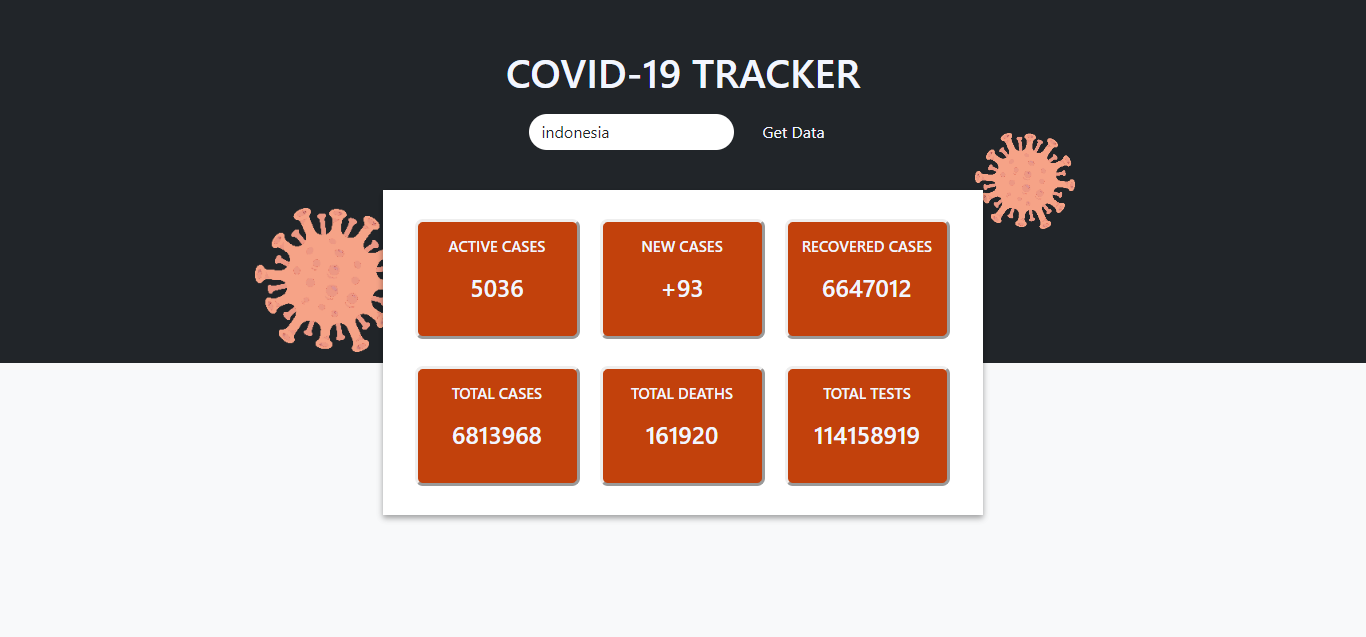 COVID-19 TRACKER
indonesia
Get Data
ACTIVE CASES
5036
NEW CASES
+93
RECOVERED CASES
6647012
TOTAL CASES
6813968
TOTAL DEATHS
161920
TOTAL TESTS
114158919